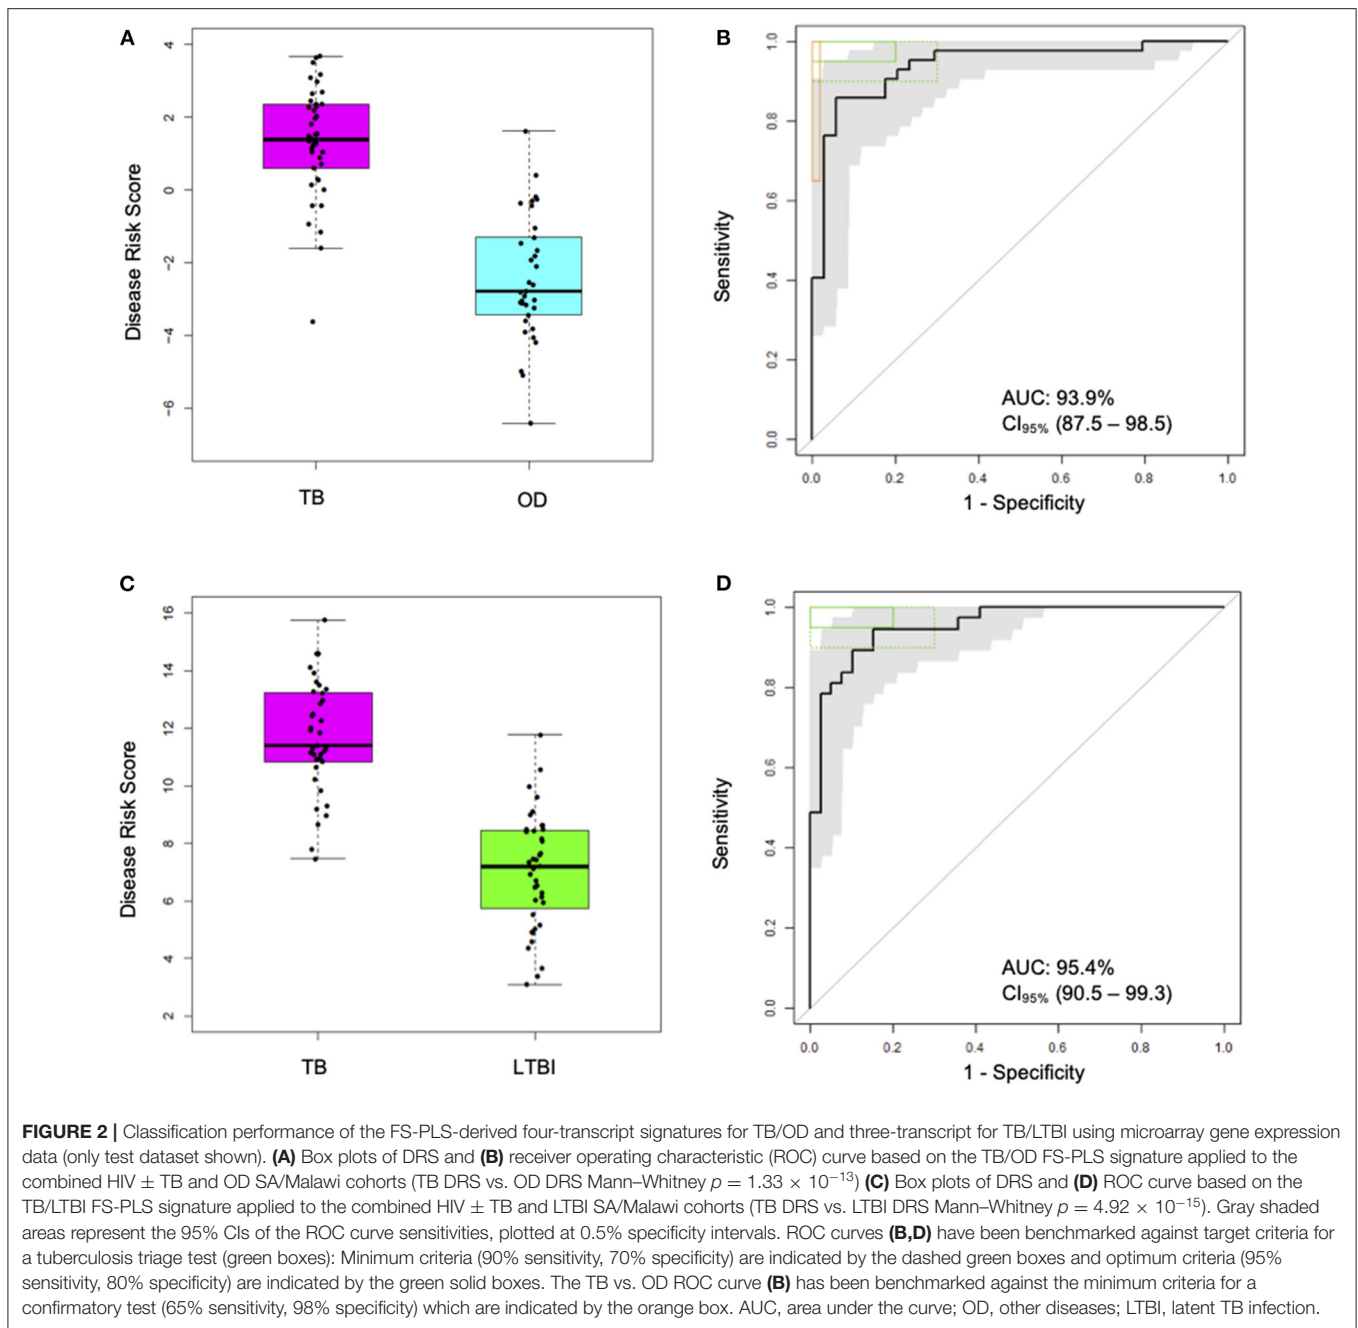 A
4
2
0
−2
−4
−6
Disease Risk Score
TB
OD
B
1.0
0.8
0.6
0.4
0.2
0.0
Sensitivity
AUC: 93.9%
CI95% (87.5 – 98.5)
0.0 0.2 0.4 0.6 0.8 1.0
1 - Specificity
C
16
14
12
10
8
6
4
2
Disease Risk Score
TB
LTBI
D
1.0
0.8
0.6
0.4
0.2
0.0
Sensitivity
AUC: 95.4%
CI95% (90.5 – 99.3)
0.0 0.2 0.4 0.6 0.8 1.0
1 - Specificity
FIGURE 2 | Classification performance of the FS-PLS-derived four-transcript signatures for TB/OD and three-transcript for TB/LTBI using microarray gene expression
data (only test dataset shown). (A) Box plots of DRS and (B) receiver operating characteristic (ROC) curve based on the TB/OD FS-PLS signature applied to the
combined HIV ± TB and OD SA/Malawi cohorts (TB DRS vs. OD DRS Mann–Whitney p = 1.33 × 10−13) (C) Box plots of DRS and (D) ROC curve based on the
TB/LTBI FS-PLS signature applied to the combined HIV ± TB and LTBI SA/Malawi cohorts (TB DRS vs. LTBI DRS Mann–Whitney p = 4.92 × 10−15). Gray shaded
areas represent the 95% CIs of the ROC curve sensitivities, plotted at 0.5% specificity intervals. ROC curves (B,D) have been benchmarked against target criteria for
a tuberculosis triage test (green boxes): Minimum criteria (90% sensitivity, 70% specificity) are indicated by the dashed green boxes and optimum criteria (95%
sensitivity, 80% specificity) are indicated by the green solid boxes. The TB vs. OD ROC curve (B) has been benchmarked against the minimum criteria for a
confirmatory test (65% sensitivity, 98% specificity) which are indicated by the orange box. AUC, area under the curve; OD, other diseases; LTBI, latent TB infection.